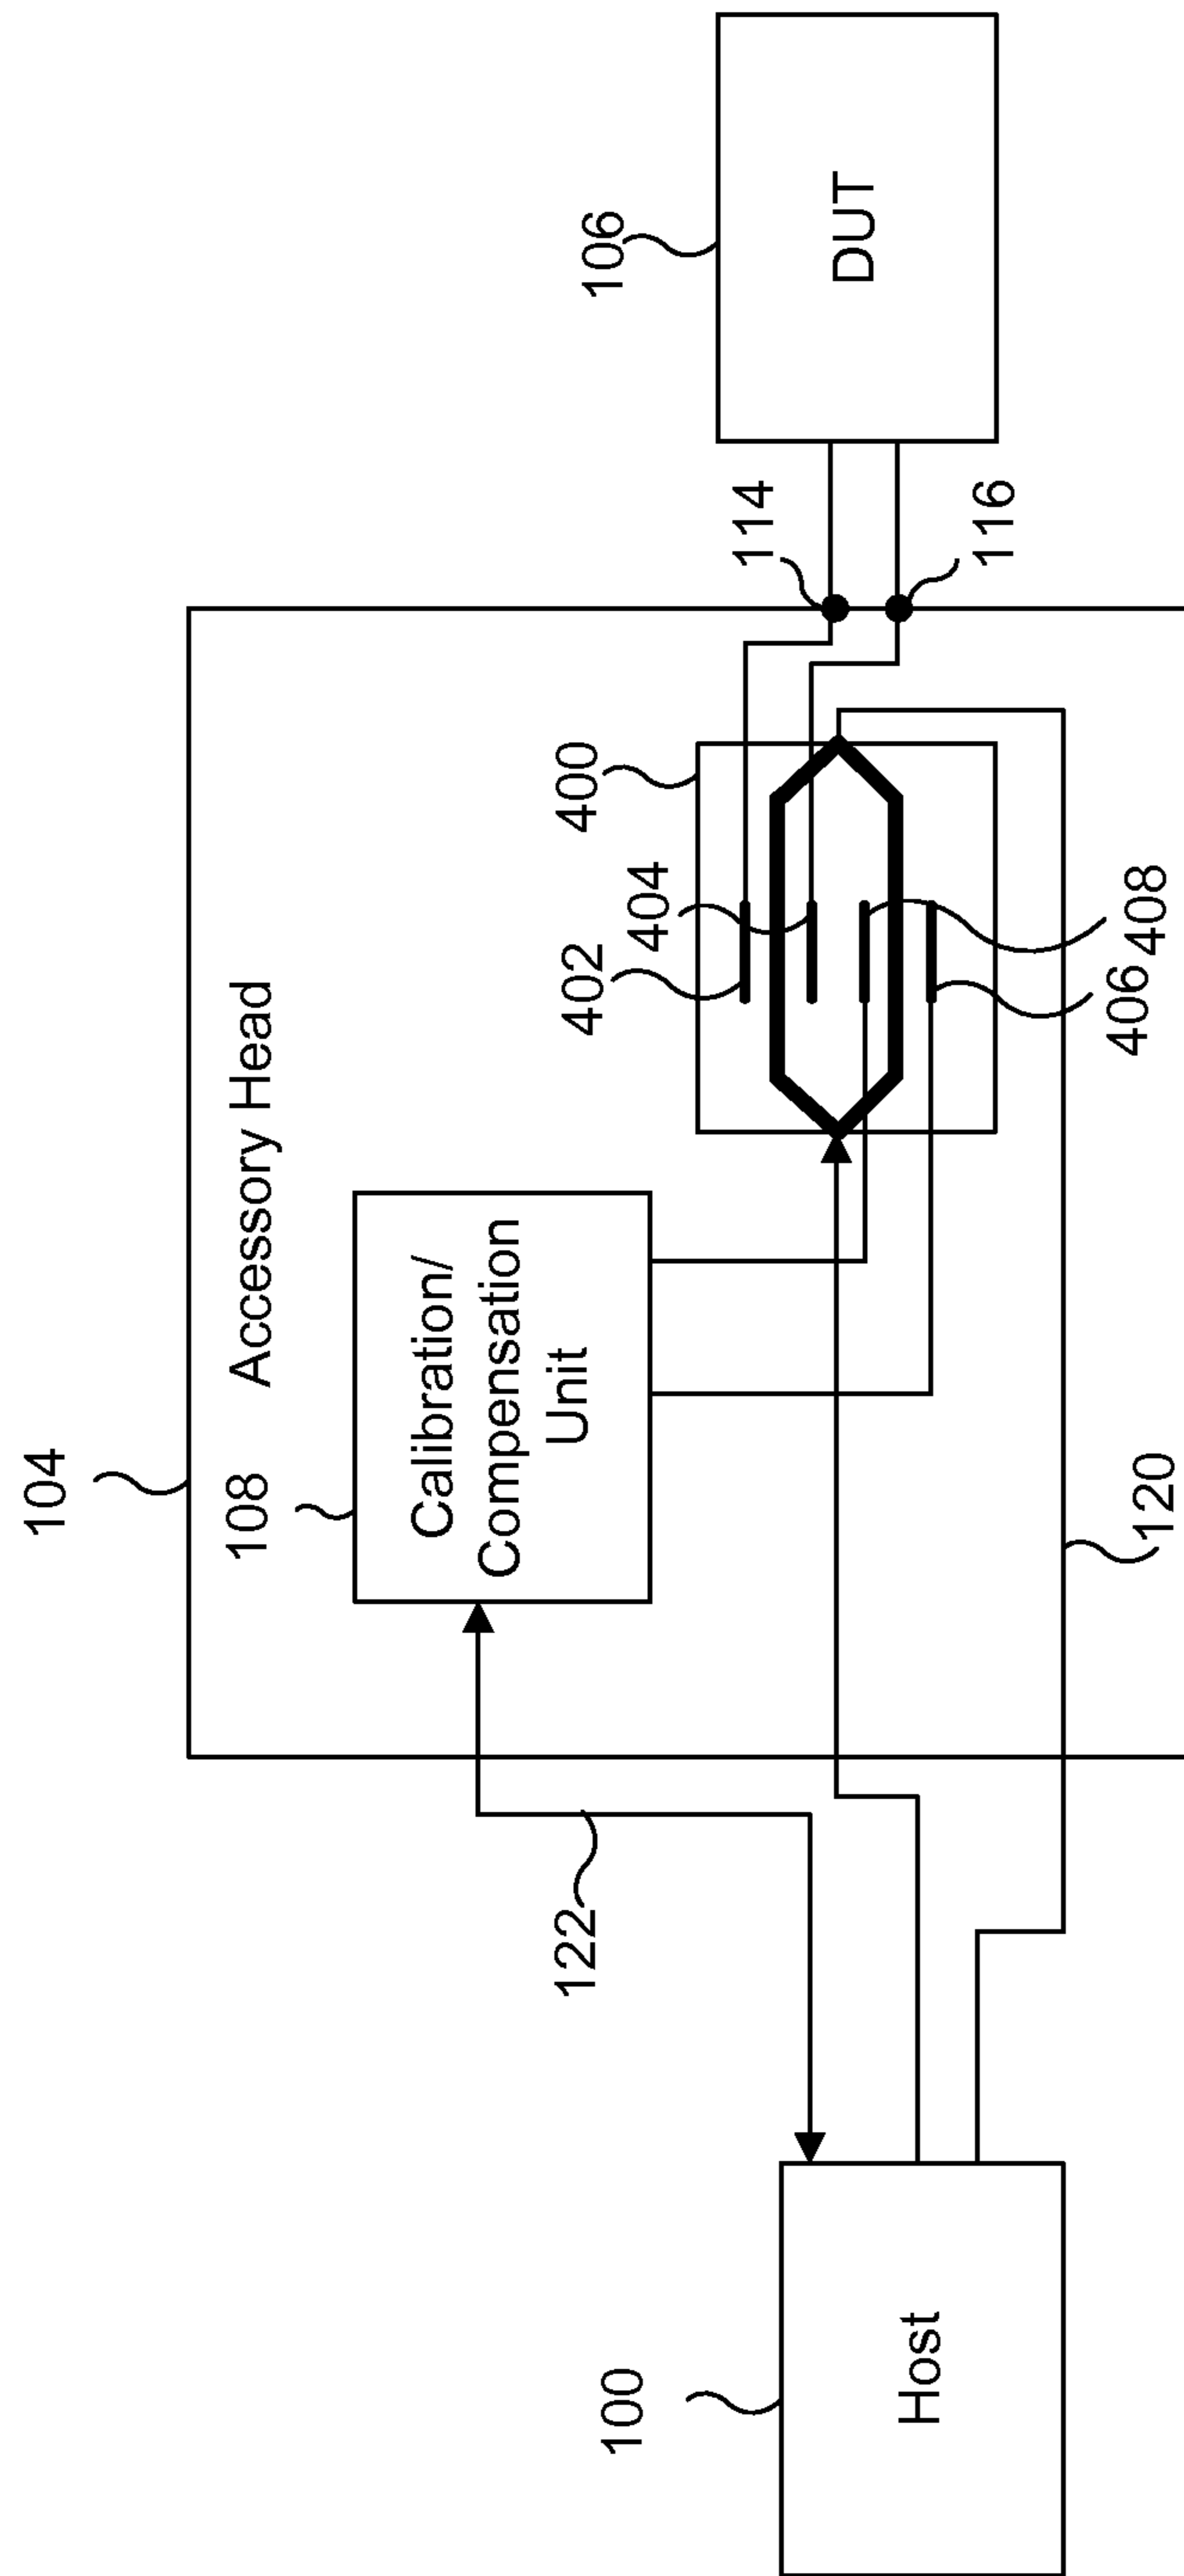 104
Accessory Head
108
Calibration/
Compensation
Unit
122
100
Host
120
400
402
404
406
408
114
116
106
DUT